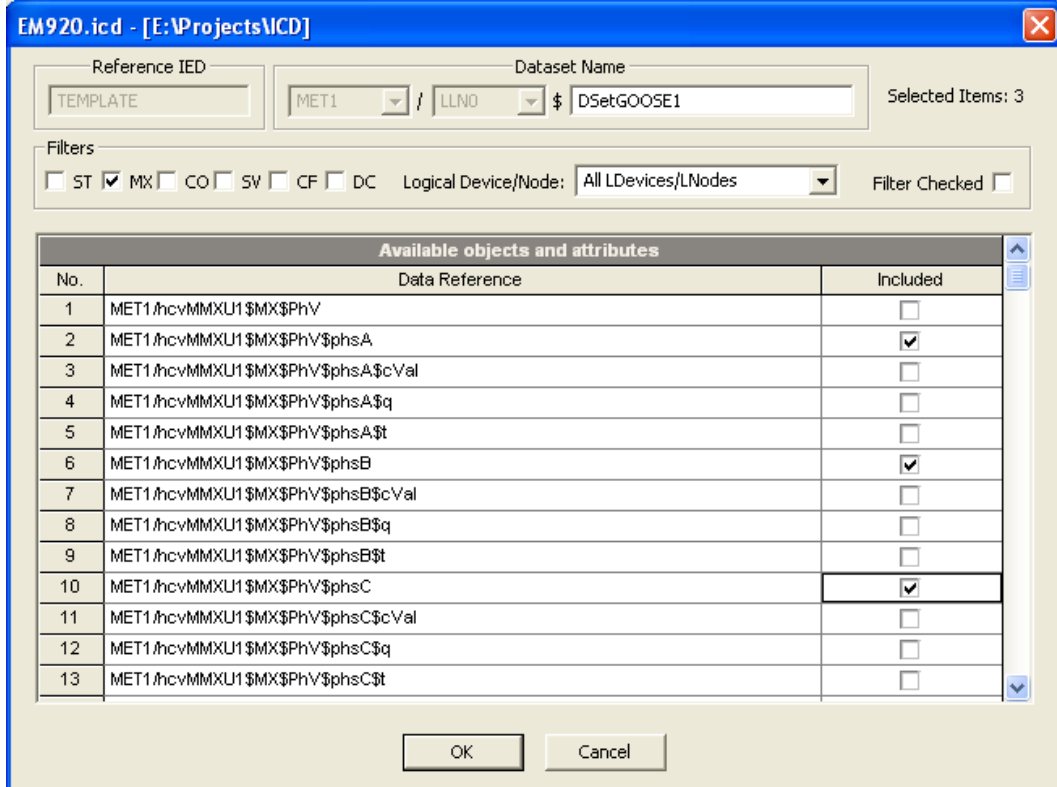 EM920.icd - [E:\Projects\ICD]
Reference IED
Dataset Name
TEMPLATE
MET1 / LLN0 $ DSetGOOSE1
Selected Items: 3
Filters
ST MX CO SV CF DC Logical Device/Node: All LDevices/LNodes Filter Checked
Available objects and attributes
No. Data Reference Included
1 MET1/hcvMMXU1$MX$PhV
2 MET1/hcvMMXU1$MX$PhV$phsA
3 MET1/hcvMMXU1$MX$PhV$phsA$cVal
4 MET1/hcvMMXU1$MX$PhV$phsA$q
5 MET1/hcvMMXU1$MX$PhV$phsA$t
6 MET1/hcvMMXU1$MX$PhV$phsB
7 MET1/hcvMMXU1$MX$PhV$phsB$cVal
8 MET1/hcvMMXU1$MX$PhV$phsB$q
9 MET1/hcvMMXU1$MX$PhV$phsB$t
10 MET1/hcvMMXU1$MX$PhV$phsC
11 MET1/hcvMMXU1$MX$PhV$phsC$cVal
12 MET1/hcvMMXU1$MX$PhV$phsC$q
13 MET1/hcvMMXU1$MX$PhV$phsC$t
OK Cancel